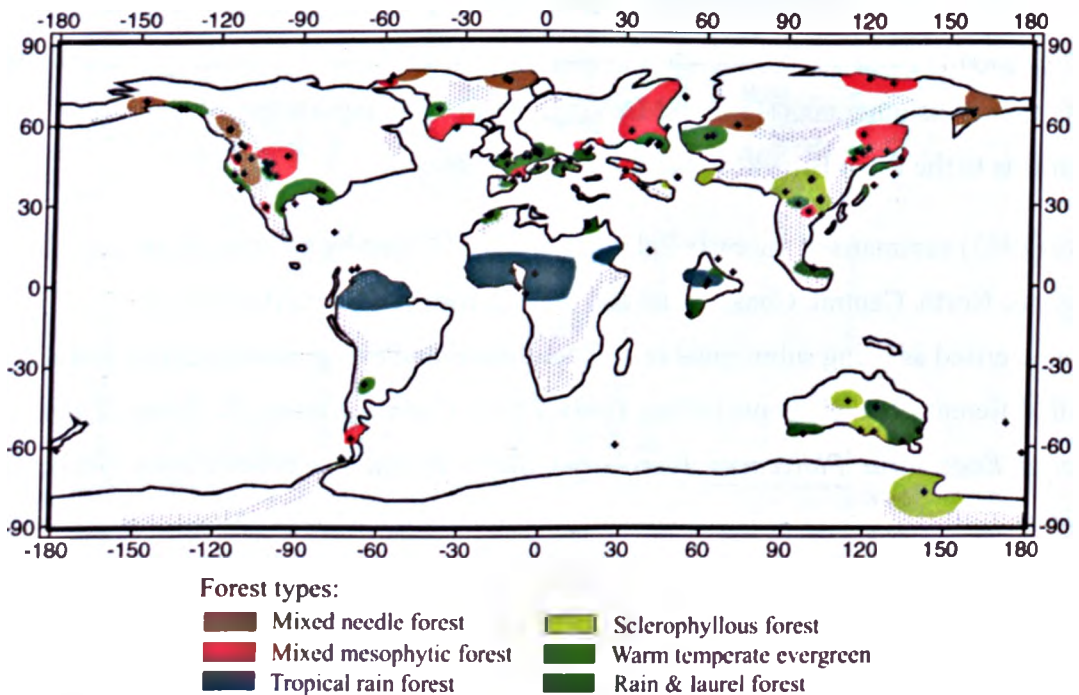 -180 -150 -120 -90 -60 -30 0 30 60 90 120 150 180
90 90
60 60
30 30
0 0
-30 -30
-60 -60
-90 -90
-180 -150 -120 -90 -60 -30 0 30 60 90 120 150 180
Forest types:
Mixed needle forest
Sclerophyllous forest
Mixed mesophytic forest
Warm temperate evergreen
Tropical rain forest
Rain & laurel forest